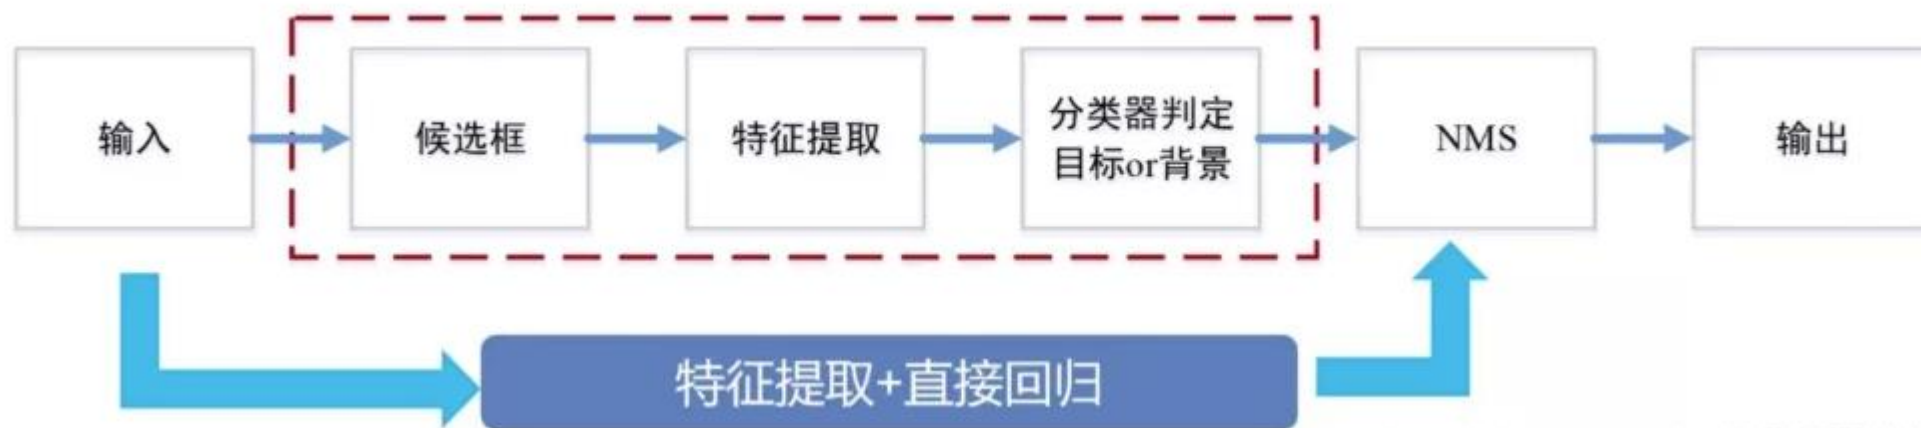 输入
候选框
特征提取
分类器判定
目标or背景
NMS
输出
特征提取+直接回归